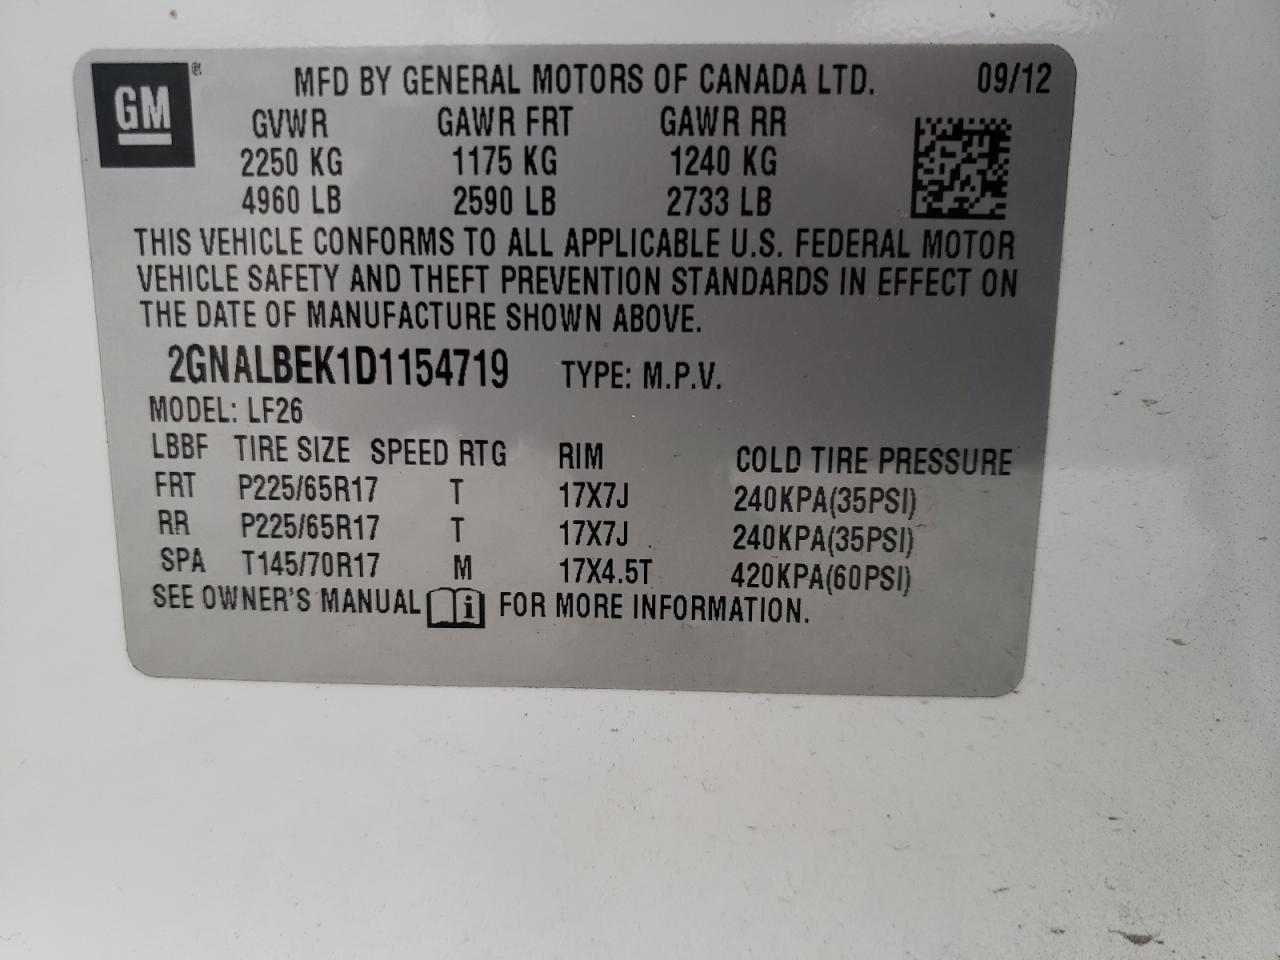 GM
MFD BY GENERAL MOTORS OF CANADA LTD. 09/12
GVWR GAWR FRT GAWR RR
2250 KG 1175 KG 1240 KG
4960 LB 2590 LB 2733 LB
THIS VEHICLE CONFORMS TO ALL APPLICABLE U.S. FEDERAL MOTOR
VEHICLE SAFETY AND THEFT PREVENTION STANDARDS IN EFFECT ON
THE DATE OF MANUFACTURE SHOWN ABOVE.
2GNALBEK1D1154719 TYPE: M.P.V.
MODEL: LF26
LBBF TIRE SIZE SPEED RTG RIM COLD TIRE PRESSURE
FRT P225/65R17 T 17X7J 240KPA(35PSI)
RR P225/65R17 T 17X7J 240KPA(35PSI)
SPA T145/70R17 M 17X4.5T 420KPA(60PSI)
SEE OWNER'S MANUAL i FOR MORE INFORMATION.